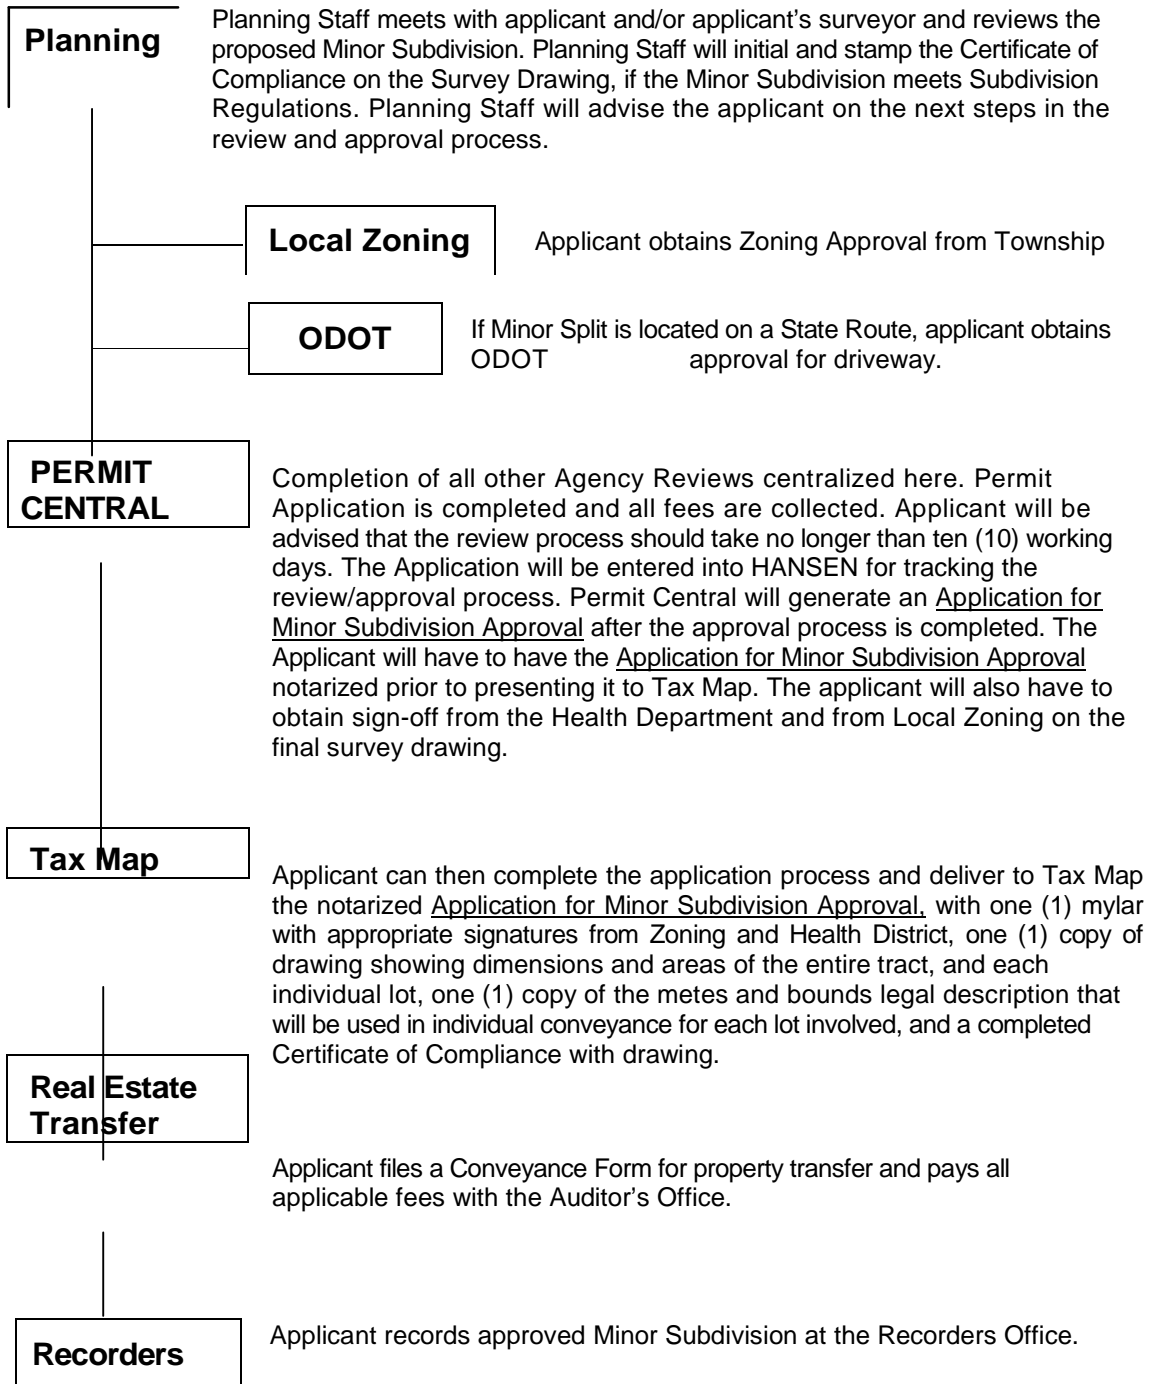 Planning
Planning Staff meets with applicant and/or applicant’s surveyor and reviews the
proposed Minor Subdivision. Planning Staff will initial and stamp the Certificate of
Compliance on the Survey Drawing, if the Minor Subdivision meets Subdivision
Regulations. Planning Staff will advise the applicant on the next steps in the
review and approval process.
Local Zoning
Applicant obtains Zoning Approval from Township
ODOT
If Minor Split is located on a State Route, applicant obtains
ODOT approval for driveway.
PERMIT
CENTRAL
Completion of all other Agency Reviews centralized here. Permit
Application is completed and all fees are collected. Applicant will be
advised that the review process should take no longer than ten (10) working
days. The Application will be entered into HANSEN for tracking the
review/approval process. Permit Central will generate an Application for
Minor Subdivision Approval after the approval process is completed. The
Applicant will have to have the Application for Minor Subdivision Approval
notarized prior to presenting it to Tax Map. The applicant will also have to
obtain sign-off from the Health Department and from Local Zoning on the
final survey drawing.
Tax Map
Applicant can then complete the application process and deliver to Tax Map
the notarized Application for Minor Subdivision Approval, with one (1) mylar
with appropriate signatures from Zoning and Health District, one (1) copy of
drawing showing dimensions and areas of the entire tract, and each
individual lot, one (1) copy of the metes and bounds legal description that
will be used in individual conveyance for each lot involved, and a completed
Certificate of Compliance with drawing.
Real Estate
Transfer
Applicant files a Conveyance Form for property transfer and pays all
applicable fees with the Auditor’s Office.
Recorders
Applicant records approved Minor Subdivision at the Recorders Office.